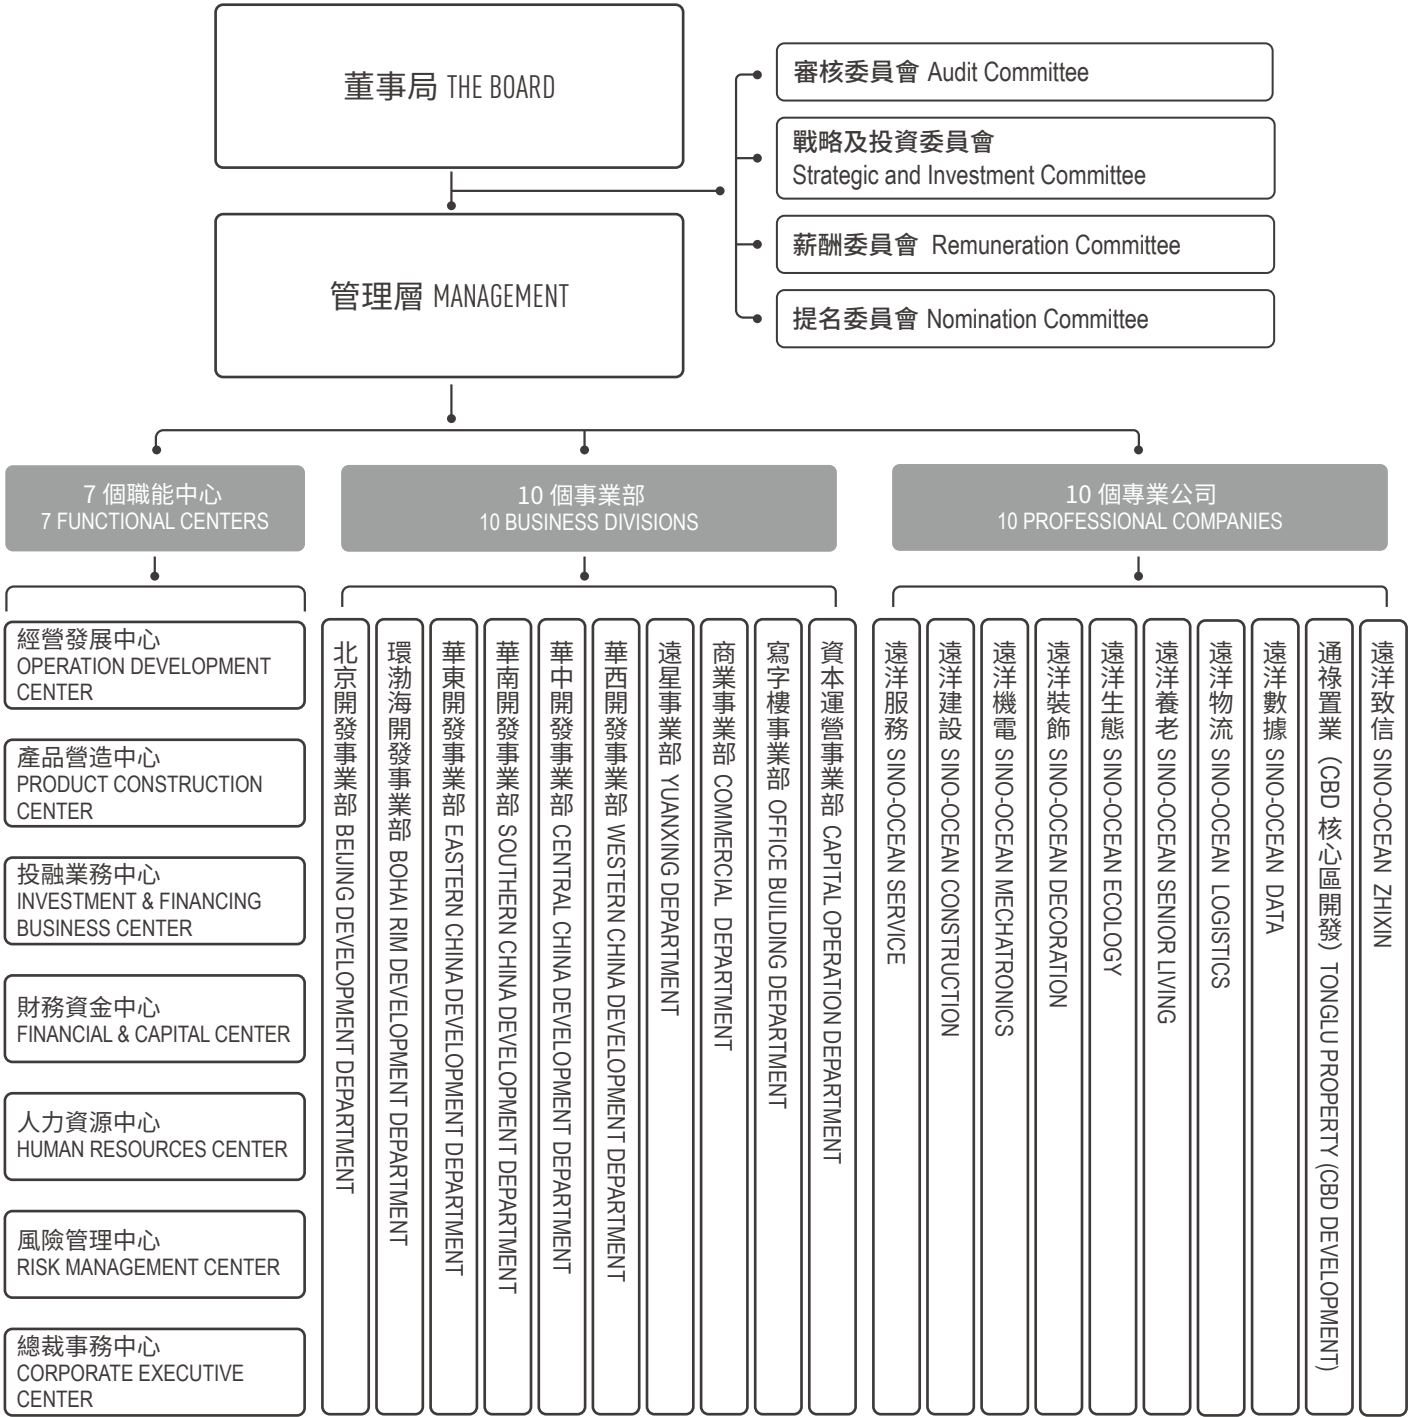 董事局 THE BOARD
審核委員會 Audit Committee
戰略及投資委員會
Strategic and Investment Committee
薪酬委員會 Remuneration Committee
提名委員會 Nomination Committee
管理層 MANAGEMENT
7 個職能中心
7 FUNCTIONAL CENTERS
10 個事業部
10 BUSINESS DIVISIONS
10 個專業公司
10 PROFESSIONAL COMPANIES
經營發展中心
OPERATION DEVELOPMENT
CENTER
產品營造中心
PRODUCT CONSTRUCTION
CENTER
投融業務中心
INVESTMENT & FINANCING
BUSINESS CENTER
財務資金中心
FINANCIAL & CAPITAL CENTER
人力資源中心
HUMAN RESOURCES CENTER
風險管理中心
RISK MANAGEMENT CENTER
總裁事務中心
CORPORATE EXECUTIVE
CENTER
北京開發事業部 BEIJING DEVELOPMENT DEPARTMENT
環渤海開發事業部 BOHAI RIM DEVELOPMENT DEPARTMENT
華東開發事業部 EASTERN CHINA DEVELOPMENT DEPARTMENT
華南開發事業部 SOUTHERN CHINA DEVELOPMENT DEPARTMENT
華中開發事業部 CENTRAL CHINA DEVELOPMENT DEPARTMENT
華西開發事業部 WESTERN CHINA DEVELOPMENT DEPARTMENT
遠星事業部 YUANXING DEPARTMENT
商業事業部 COMMERCIAL DEPARTMENT
寫字樓事業部 OFFICE BUILDING DEPARTMENT
資本運營事業部 CAPITAL OPERATION DEPARTMENT
遠洋服務 SINO-OCEAN SERVICE
遠洋建設 SINO-OCEAN CONSTRUCTION
遠洋機電 SINO-OCEAN MECHATRONICS
遠洋裝飾 SINO-OCEAN DECORATION
遠洋生態 SINO-OCEAN ECOLOGY
遠洋養老 SINO-OCEAN SENIOR LIVING
遠洋物流 SINO-OCEAN LOGISTICS
遠洋數據 SINO-OCEAN DATA
通祿置業（CBD 核心區開發）TONGLU PROPERTY (CBD DEVELOPMENT)
遠洋致信 SINO-OCEAN ZHIXIN